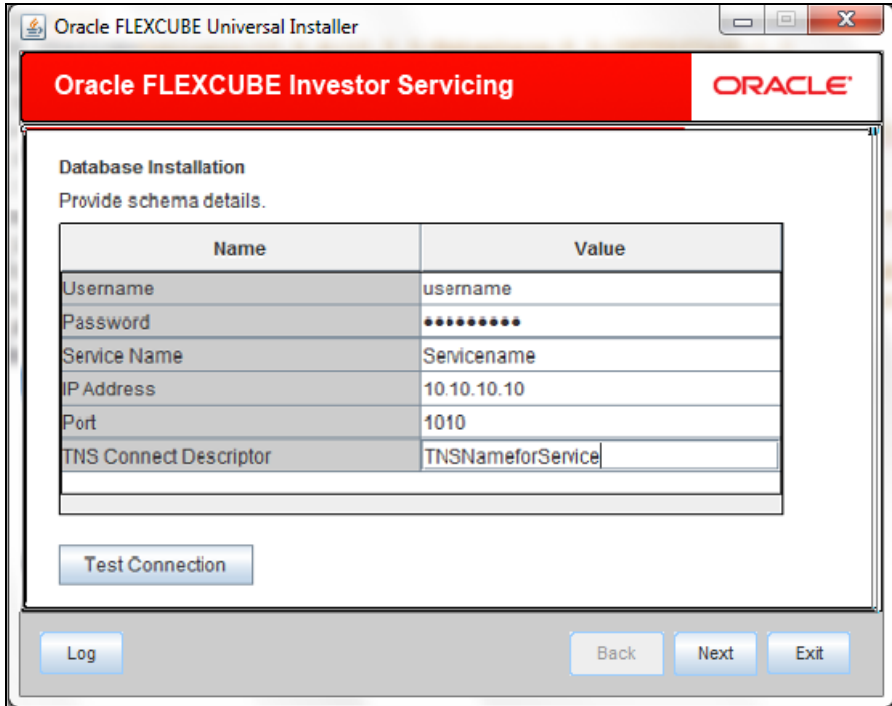 Oracle FLEXCUBE Universal Installer
Oracle FLEXCUBE Investor Servicing ORACLE®
Database Installation
Provide schema details.
Name Value
Username username
Password •••••••••
Service Name Servicename
IP Address 10.10.10.10
Port 1010
TNS Connect Descriptor TNSNameforService
Test Connection
Log Back Next Exit